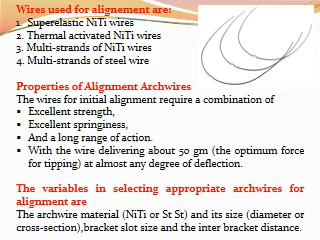 Wires used for alignement are:
1. Superelastic NiTi wires
2. Thermal activated NiTi wires
3. Multi-strands of NiTi wires
4. Multi-strands of steel wire
Properties of Alignment Archwires
The wires for initial alignment require a combination of
▪ Excellent strength,
▪ Excellent springiness,
▪ And a long range of action.
▪ With the wire delivering about 50 gm (the optimum force
for tipping) at almost any degree of deflection.
The variables in selecting appropriate archwires for
alignment are
The archwire material (NiTi or St St) and its size (diameter or
cross-section),bracket slot size and the inter bracket distance.